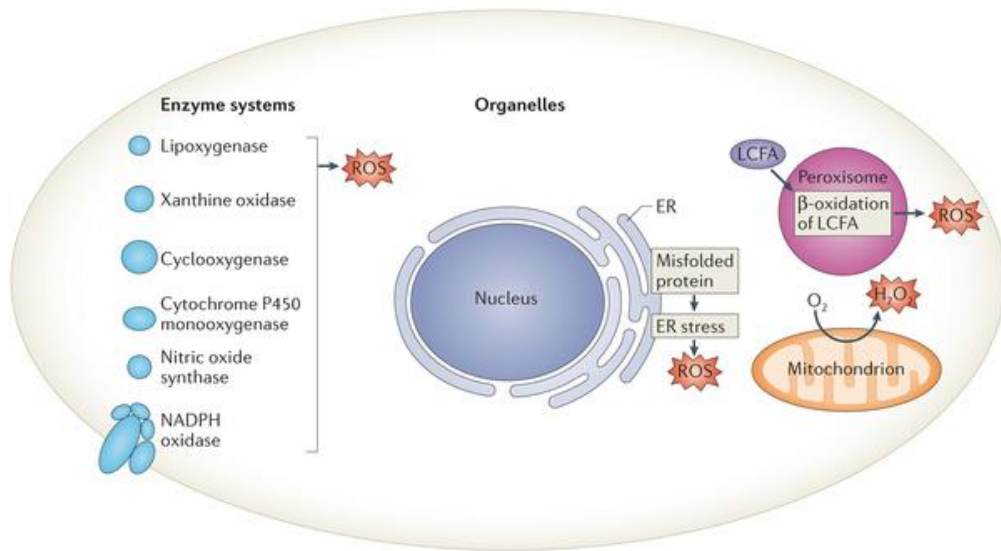 Enzyme systems
Lipoxygenase
Xanthine oxidase
Cyclooxygenase
Cytochrome P450
monooxygenase
Nitric oxide
synthase
NADPH
oxidase
ROS
Organelles
Nucleus
ER
Misfolded
protein
ER stress
ROS
LCFA
Peroxisome
β-oxidation
of LCFA
ROS
O₂
H₂O₂
Mitochondrion